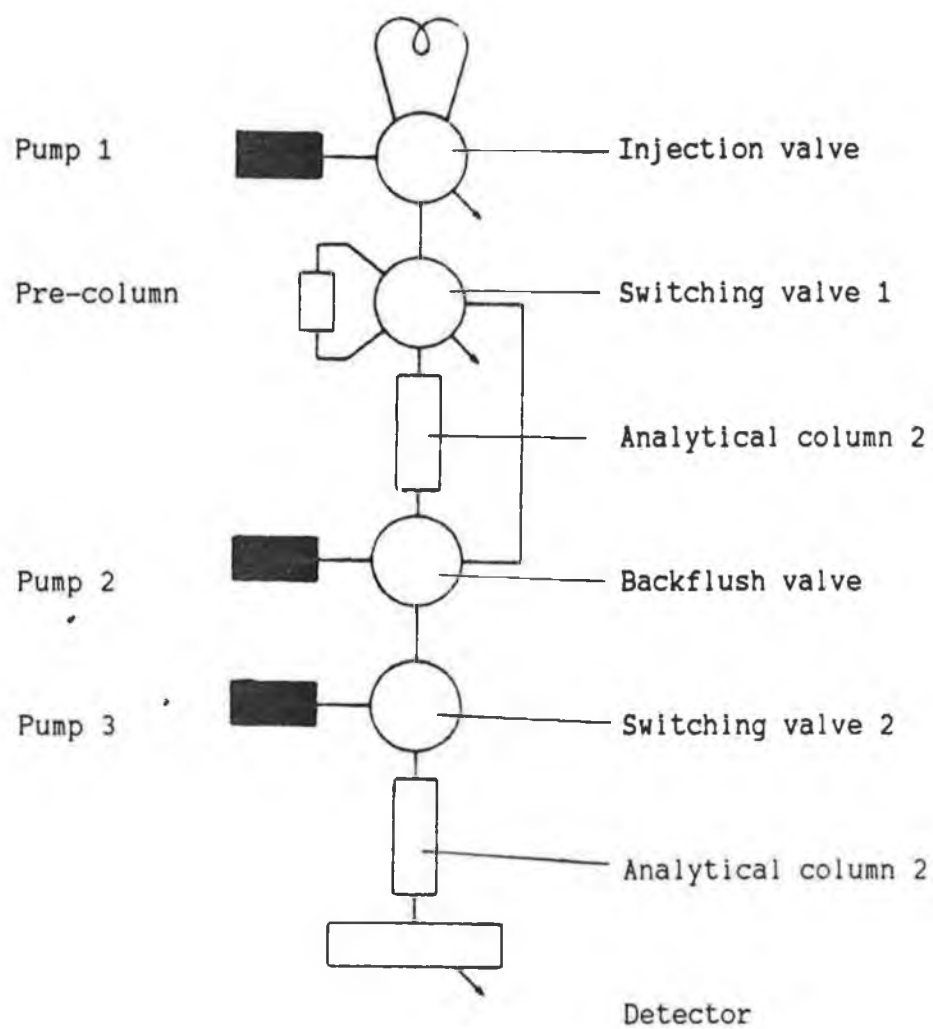 Pump 1
Injection valve
Pre-column
Switching valve 1
Analytical column 2
Pump 2
Backflush valve
Pump 3
Switching valve 2
Analytical column 2
Detector